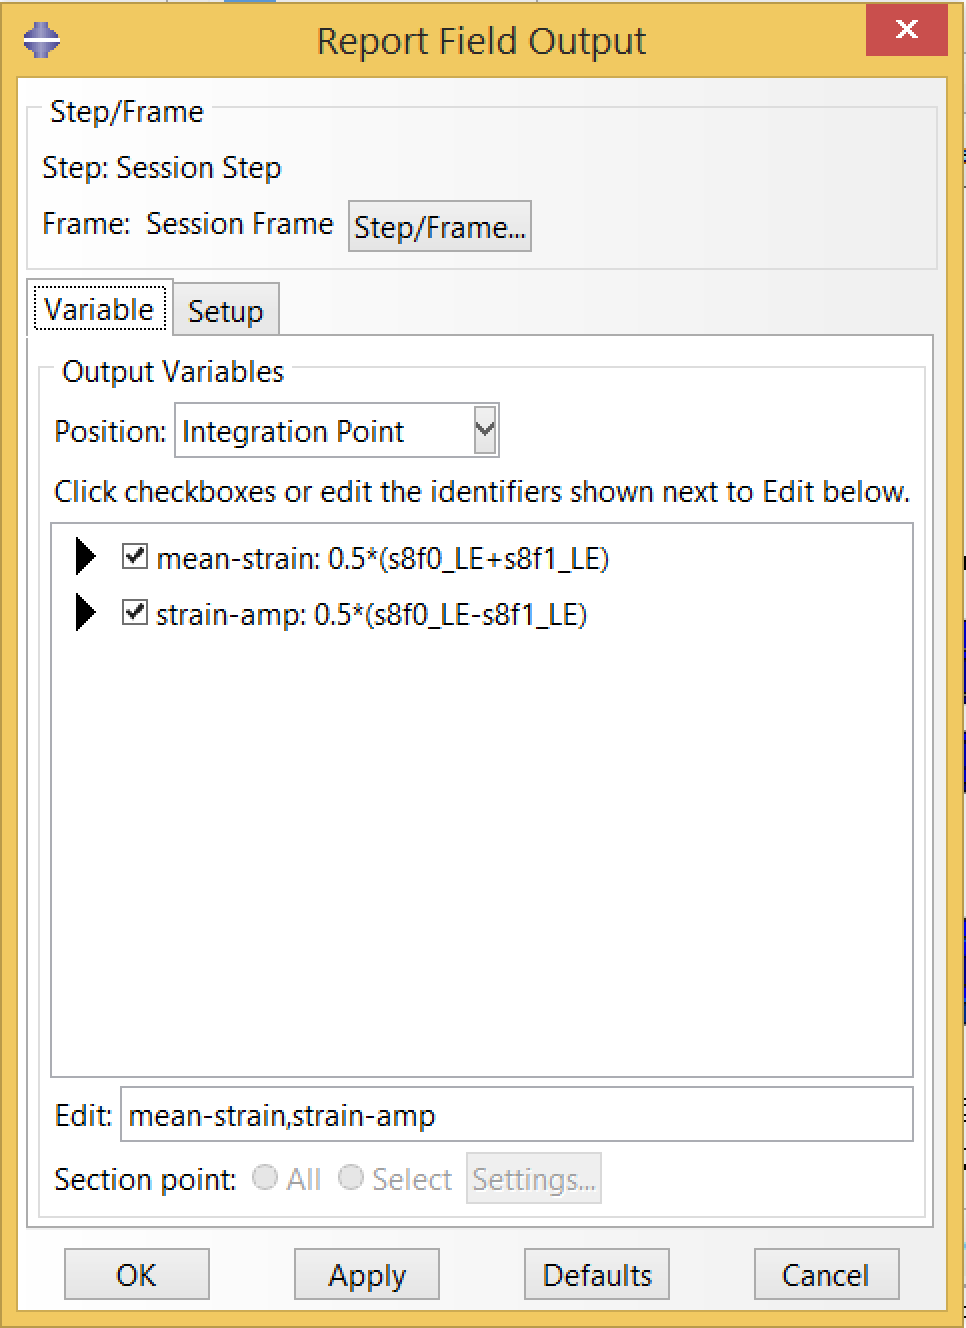 Report Field Output
Step/Frame
Step: Session Step
Frame: Session Frame Step/Frame...
Variable Setup
Output Variables
Position: Integration Point
Click checkboxes or edit the identifiers shown next to Edit below.
mean-strain: 0.5*(s8f0_LE+s8f1_LE)
strain-amp: 0.5*(s8f0_LE-s8f1_LE)
Edit: mean-strain,strain-amp
Section point: All Select Settings...
OK Apply Defaults Cancel